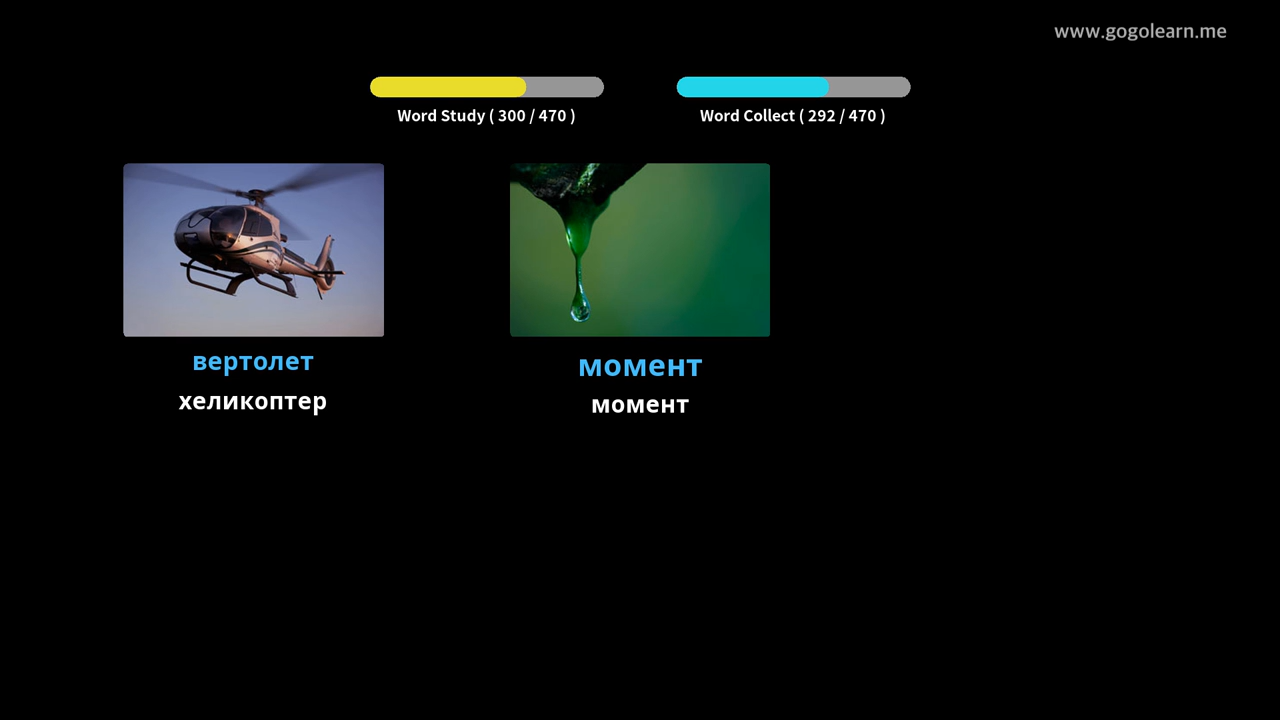 www.gogolearn.me
Word Study ( 300 / 470 )
Word Collect ( 292 / 470 )
вертолет
хеликоптер
момент
момент